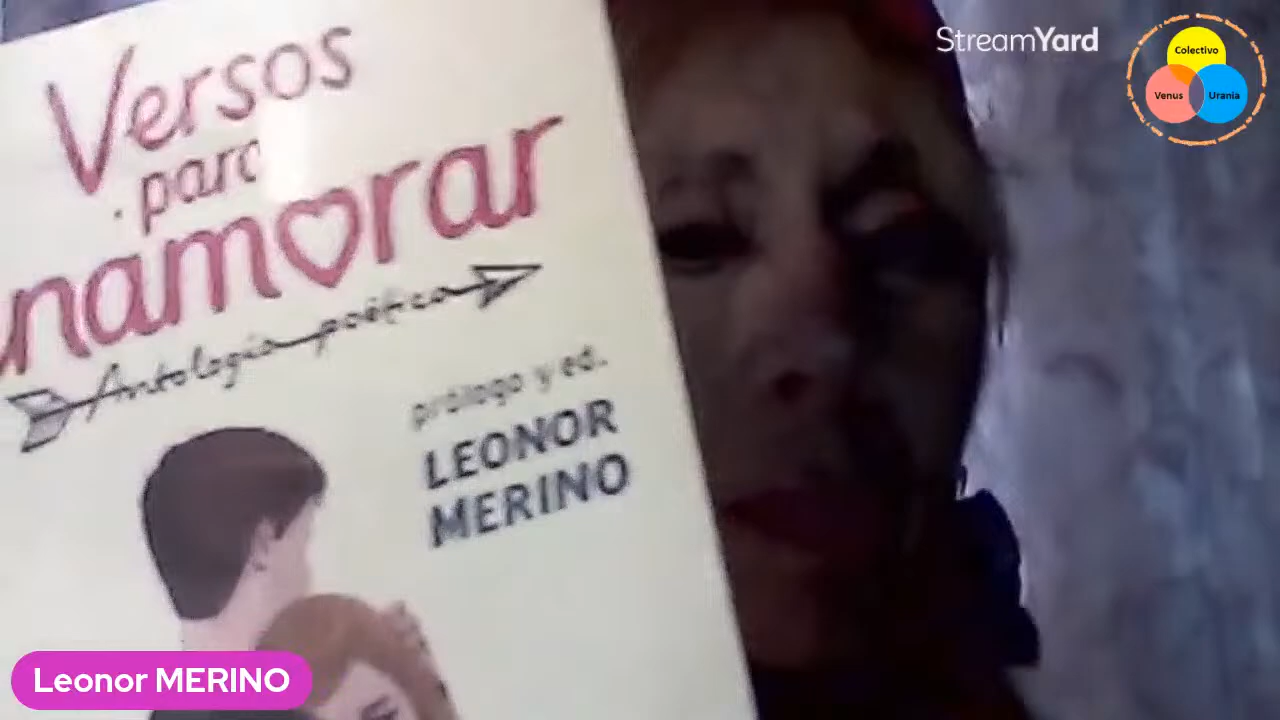 Versos
para
namorar
Antología poética
prólogo y ed.
LEONOR
MERINO
StreamYard
Colectivo
Venus
Urania
Leonor MERINO